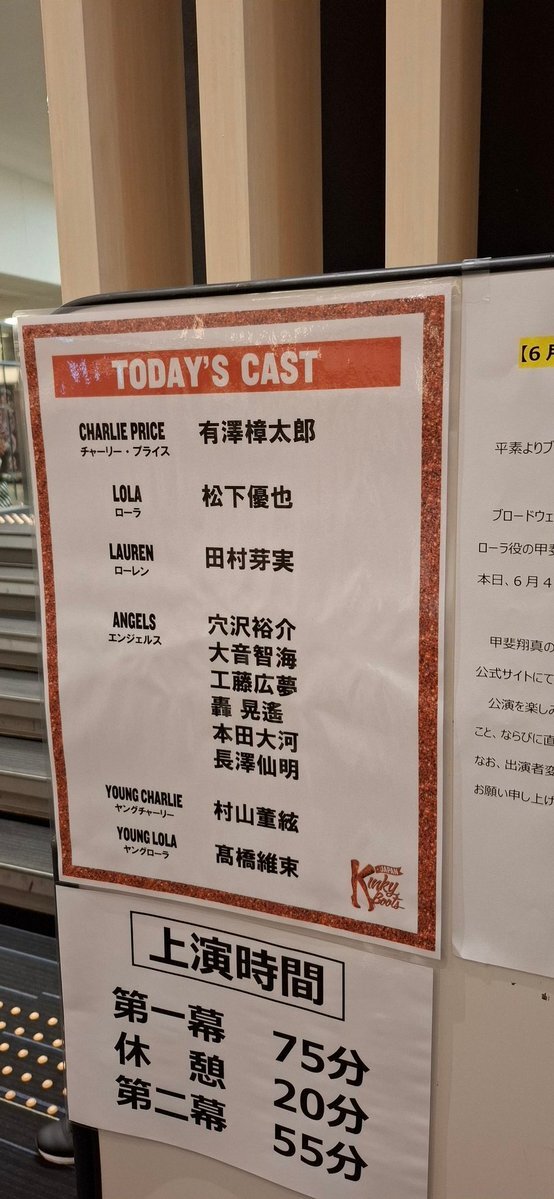 TODAY'S CAST
CHARLIE PRICE 有澤樟太郎
チャーリー・プライス
LOLA 松下優也
ローラ
LAUREN 田村芽実
ローレン
ANGELS 穴沢裕介
エンジェルス
大音智海
工藤広夢
轟 晃遙
本田大河
長澤仙明
YOUNG CHARLIE 村山董絃
ヤングチャーリー
YOUNG LOLA 髙橋維束
ヤングローラ
JAPAN
Kinky
Boots
上演時間
第一幕 75分
休憩 20分
第二幕 55分
【6月
平素よりブ
ブロードウェ
ローラ役の甲斐
本日、6月4
甲斐翔真の
公式サイトにて
公演を楽しみ
こと、ならびに直
なお、出演者変
お願い申し上げ